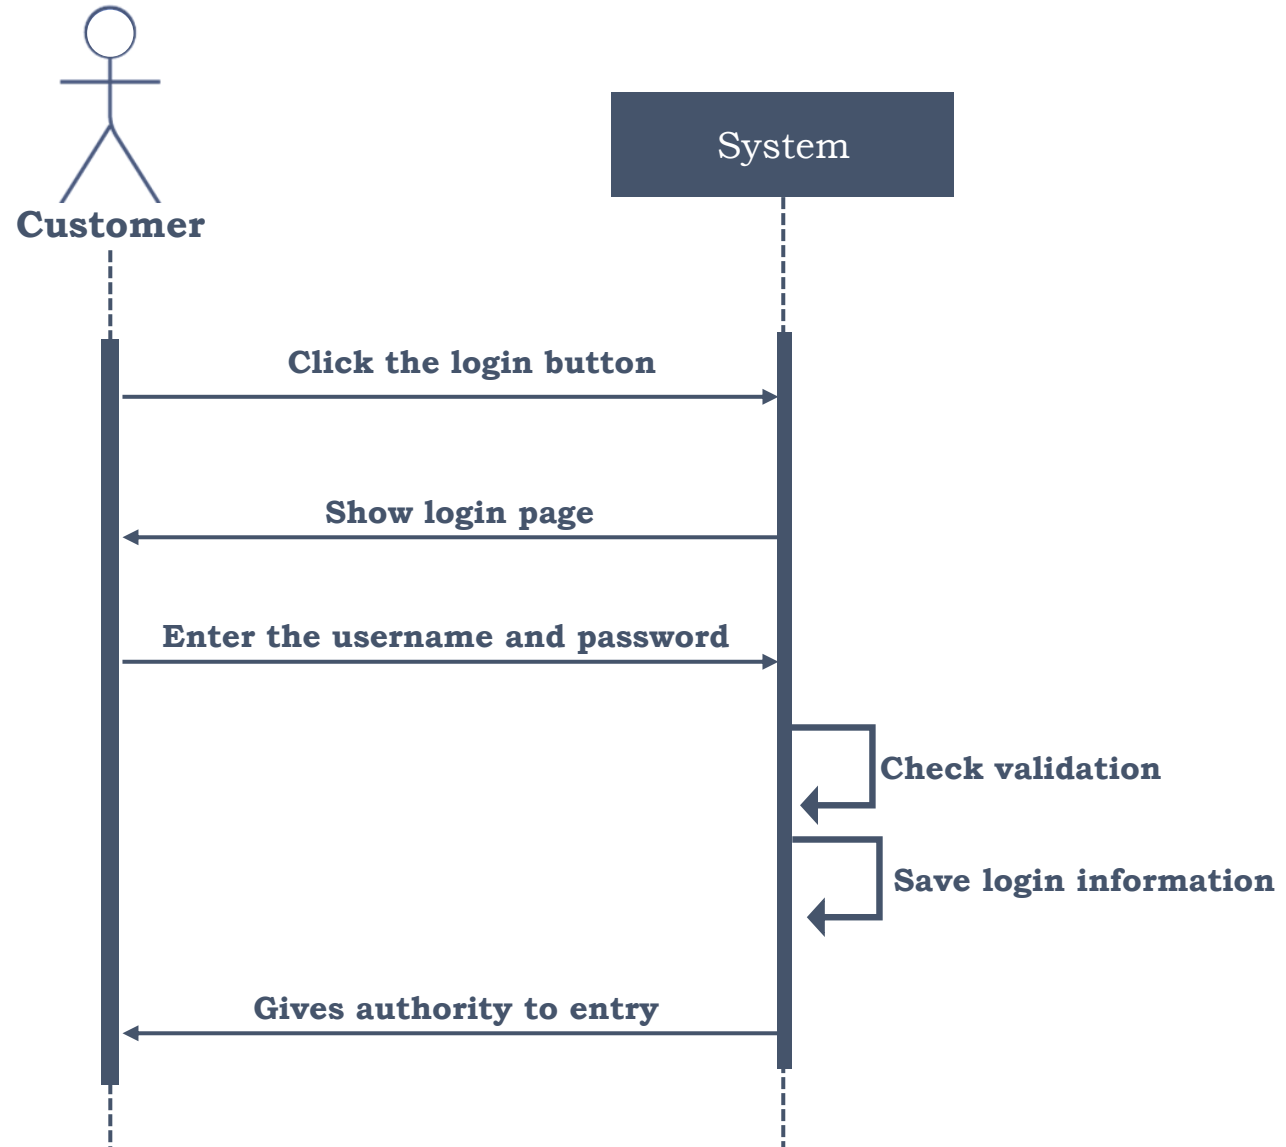 System
Customer
Click the login button
Show login page
Enter the username and password
Check validation
Save login information
Gives authority to entry